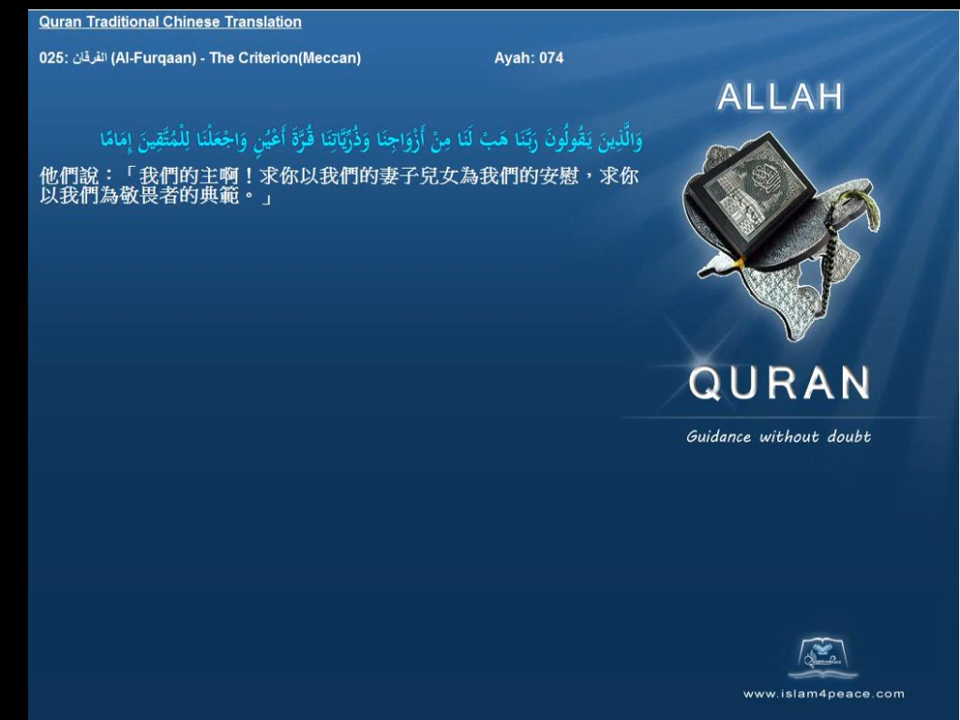 Quran Traditional Chinese Translation
025: الفرقان (Al-Furqaan) - The Criterion(Meccan) Ayah: 074
ALLAH
وَالَّذِينَ يَقُولُونَ رَبَّنَا هَبْ لَنَا مِنْ أَزْوَاجِنَا وَذُرِّيَّاتِنَا قُرَّةَ أَعْيُنٍ وَاجْعَلْنَا لِلْمُتَّقِينَ إِمَامًا
他們說：「我們的主啊！求你以我們的妻子兒女為我們的安慰，求你
以我們為敬畏者的典範。」
QURAN
Guidance without doubt
www.islam4peace.com